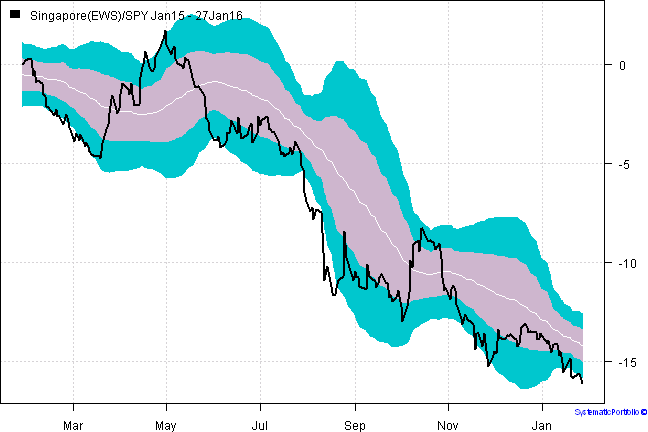 Singapore(EWS)/SPY Jan15 - 27Jan16
0
-5
-10
-15
Mar May Jul Sep Nov Jan
SystematicPortfolio ©